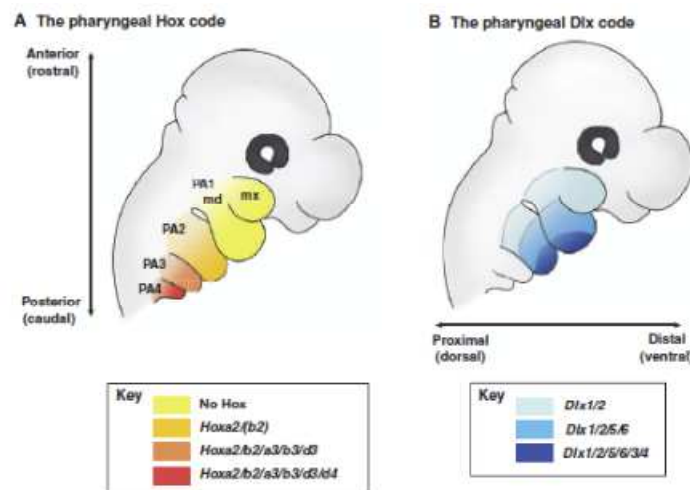 A The pharyngeal Hox code
Anterior
(rostral)
PA1
md
mx
PA2
PA3
PA4
Posterior
(caudal)
Key
No Hox
Hoxa2/(b2)
Hoxa2/b2/a3/b3/d3
Hoxa2/b2/a3/b3/d3/d4
B The pharyngeal Dlx code
Proximal
(dorsal)
Distal
(ventral)
Key
Dlx1/2
Dlx1/2/5/6
Dlx1/2/5/6/3/4